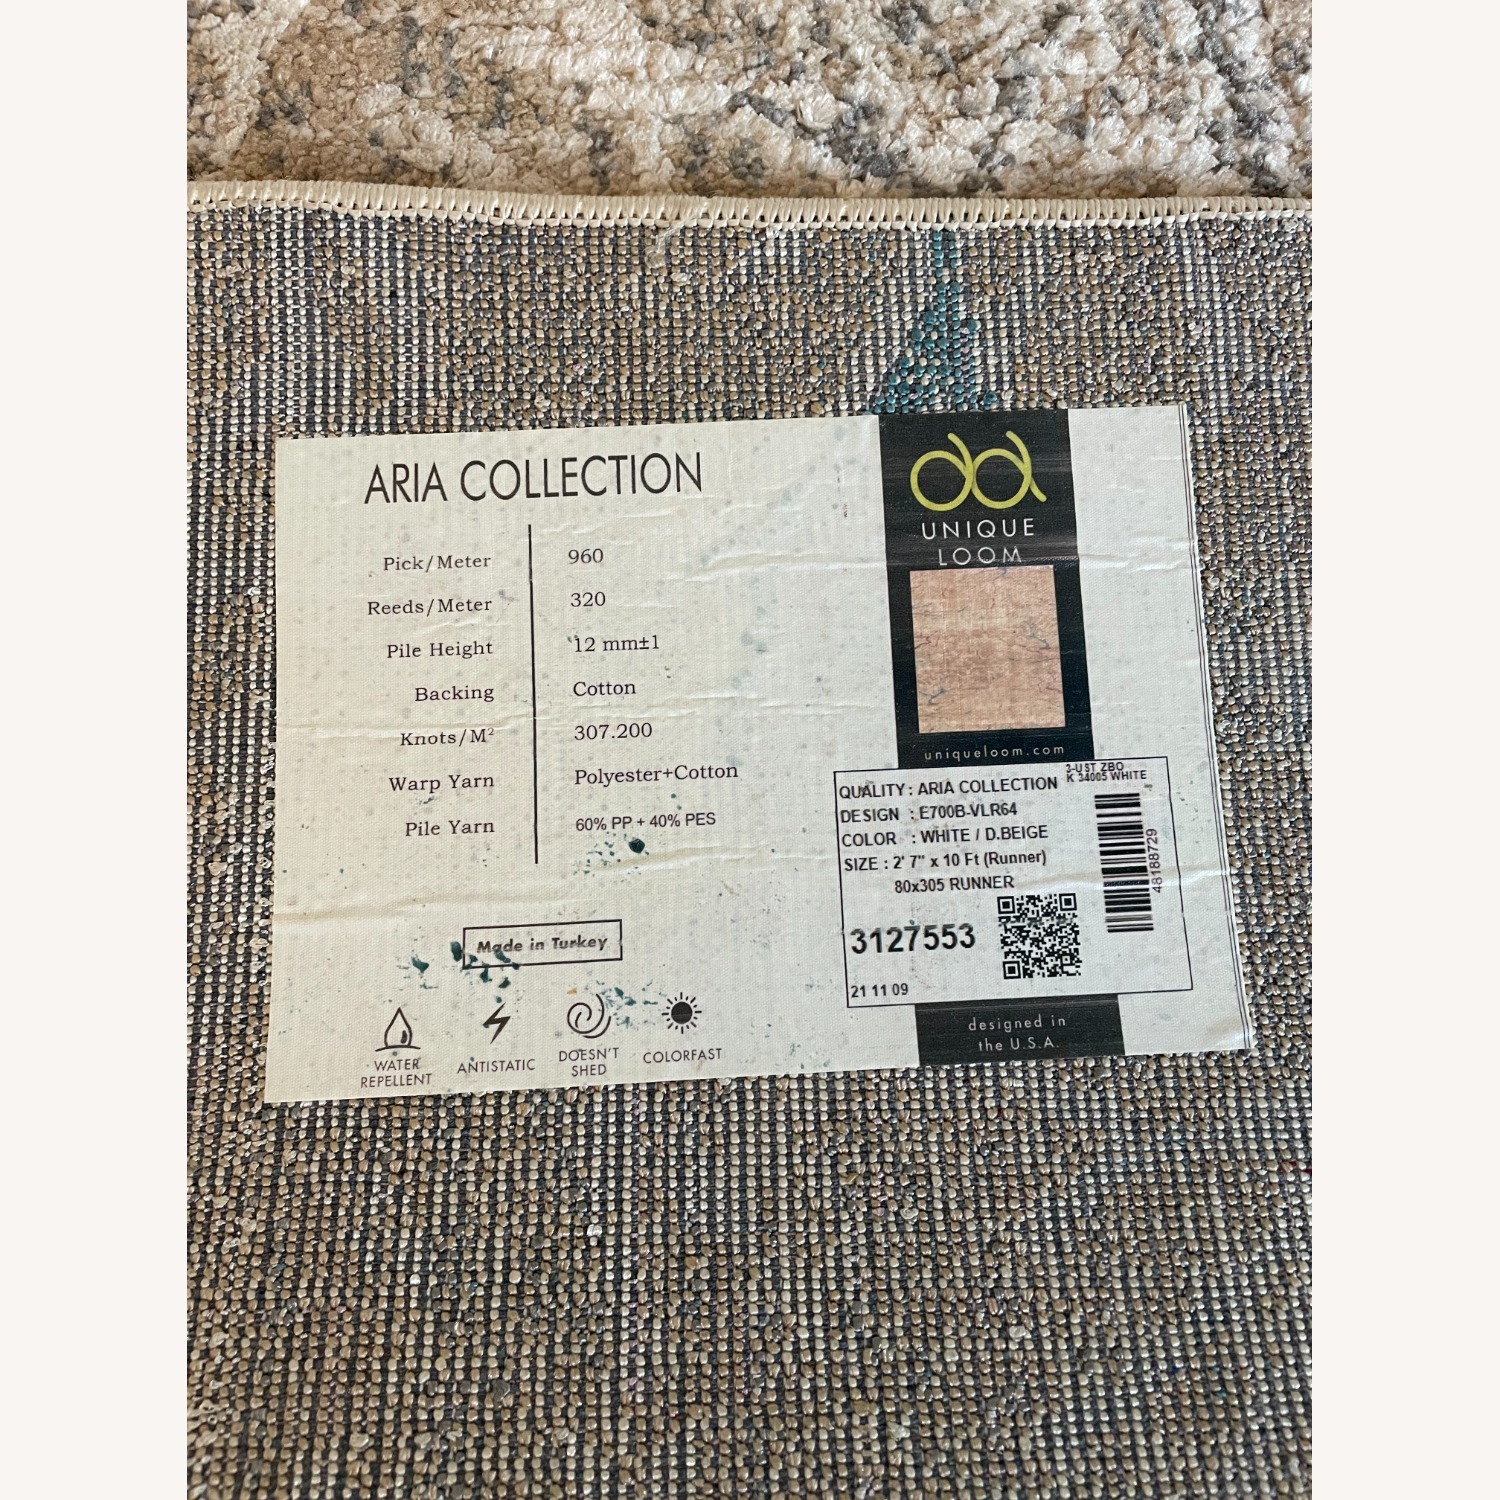 ARIA COLLECTION
Pick/Meter 960
Reeds/Meter 320
Pile Height 12 mm±1
Backing Cotton
Knots/M² 307.200
Warp Yarn Polyester+Cotton
Pile Yarn 60% PP + 40% PES
Made in Turkey
WATER
REPELLENT
ANTISTATIC
DOESN'T
SHED
COLORFAST
UNIQUE
LOOM
uniqueloom.com
QUALITY : ARIA COLLECTION
DESIGN : E700B-VLR64
COLOR : WHITE / D.BEIGE
SIZE : 2' 7" x 10 Ft (Runner)
80x305 RUNNER
3127553
21 11 09
K 34005 WHITE
48188729
designed in
the U.S.A.